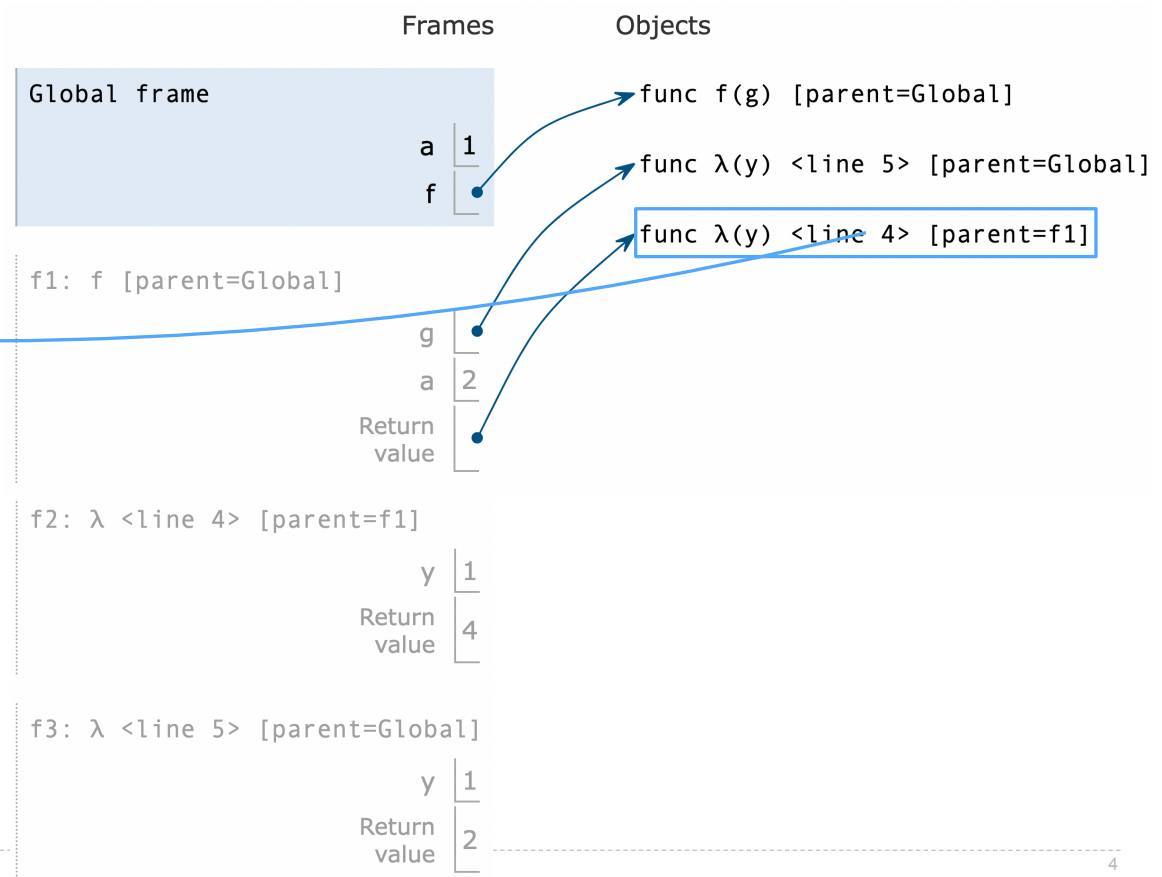 Frames Objects
Global frame
func f(g) [parent=Global]
a 1
func λ(y) <line 5> [parent=Global]
f
func λ(y) <line 4> [parent=f1]
f1: f [parent=Global]
g
a 2
Return
value
f2: λ <line 4> [parent=f1]
y 1
Return
value 4
f3: λ <line 5> [parent=Global]
y 1
Return
value 2
4